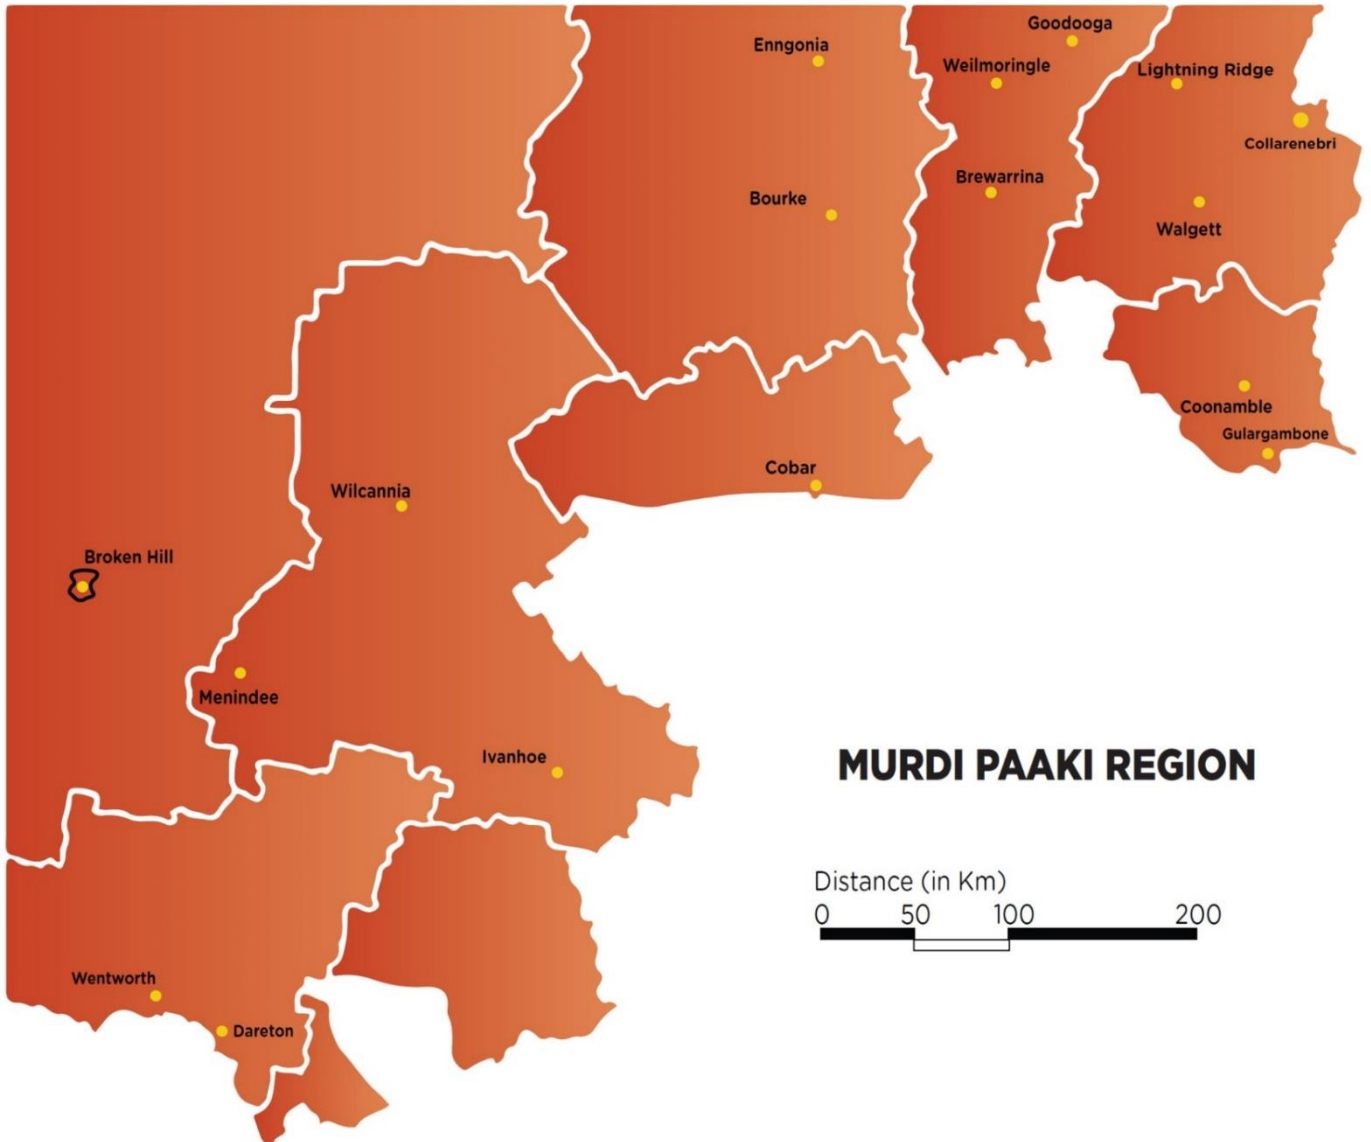 Goodooga
Enngonia
Weilmoringle
Lightning Ridge
Collarenebri
Brewarrina
Bourke
Walgett
Coonamble
Gulargambone
Cobar
Wilcannia
Broken Hill
Menindee
Ivanhoe
MURDI PAAKI REGION
Distance (in Km)
0 50 100 200
Wentworth
Dareton